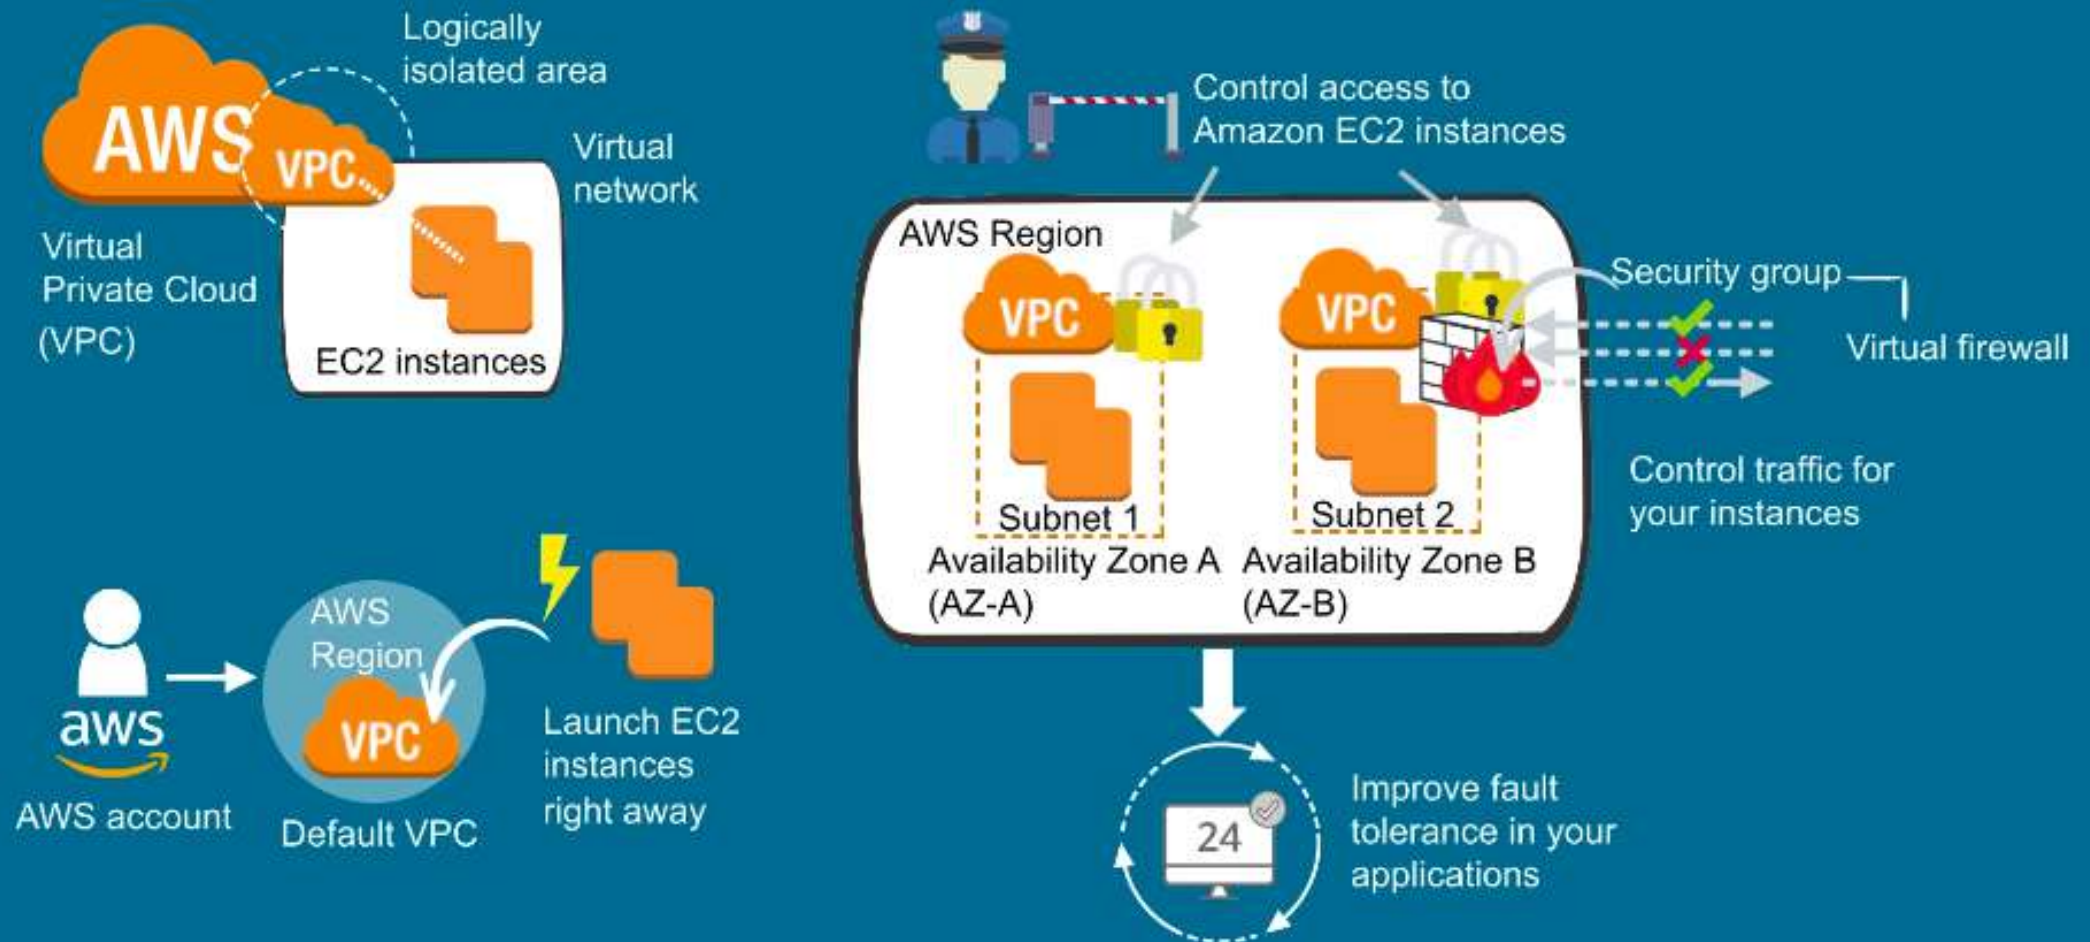 Logically
isolated area
AWS
VPC
Virtual
network
Virtual
Private Cloud
(VPC)
EC2 instances
AWS
Region
VPC
aws
AWS account
Default VPC
Launch EC2
instances
right away
Control access to
Amazon EC2 instances
AWS Region
VPC
VPC
Security group
Virtual firewall
Control traffic for
your instances
Subnet 1
Subnet 2
Availability Zone A
(AZ-A)
Availability Zone B
(AZ-B)
24
Improve fault
tolerance in your
applications